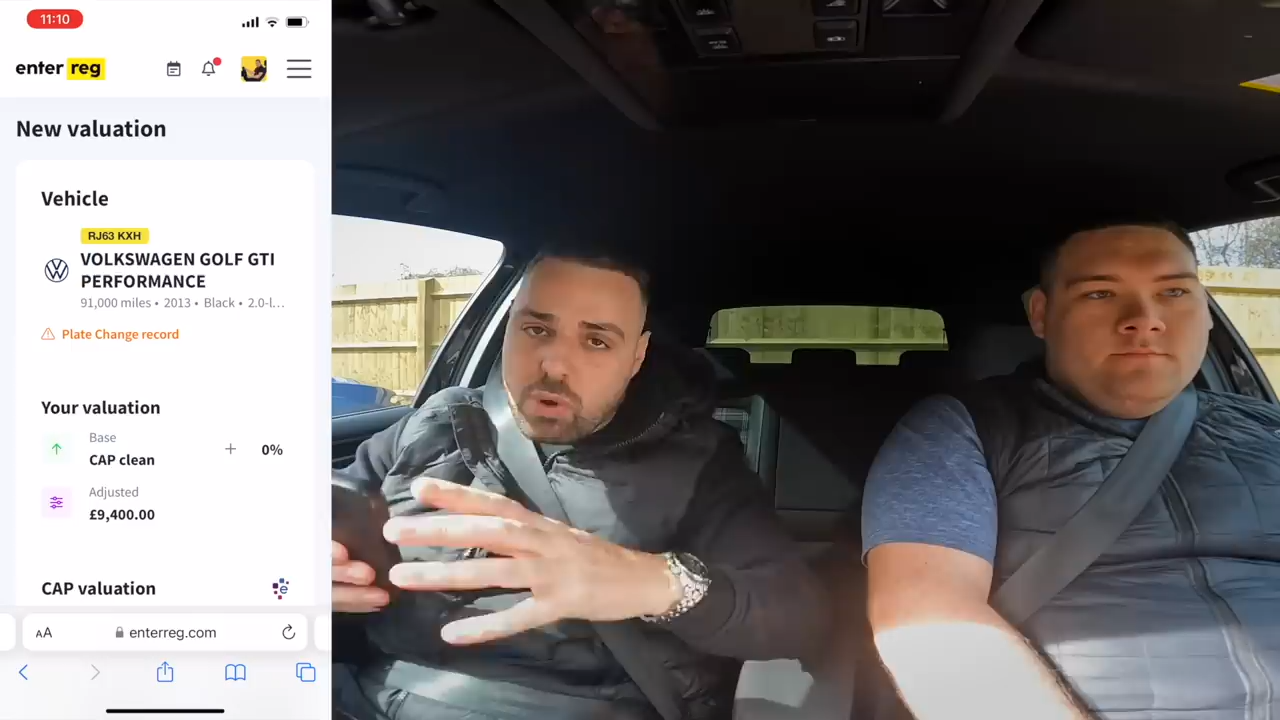 11:10
enter reg
New valuation
Vehicle
RJ63 KXH
VOLKSWAGEN GOLF GTI
PERFORMANCE
91,000 miles • 2013 • Black • 2.0-l...
Plate Change record
Your valuation
Base
CAP clean
+ 0%
Adjusted
£9,400.00
CAP valuation
AA enterreg.com